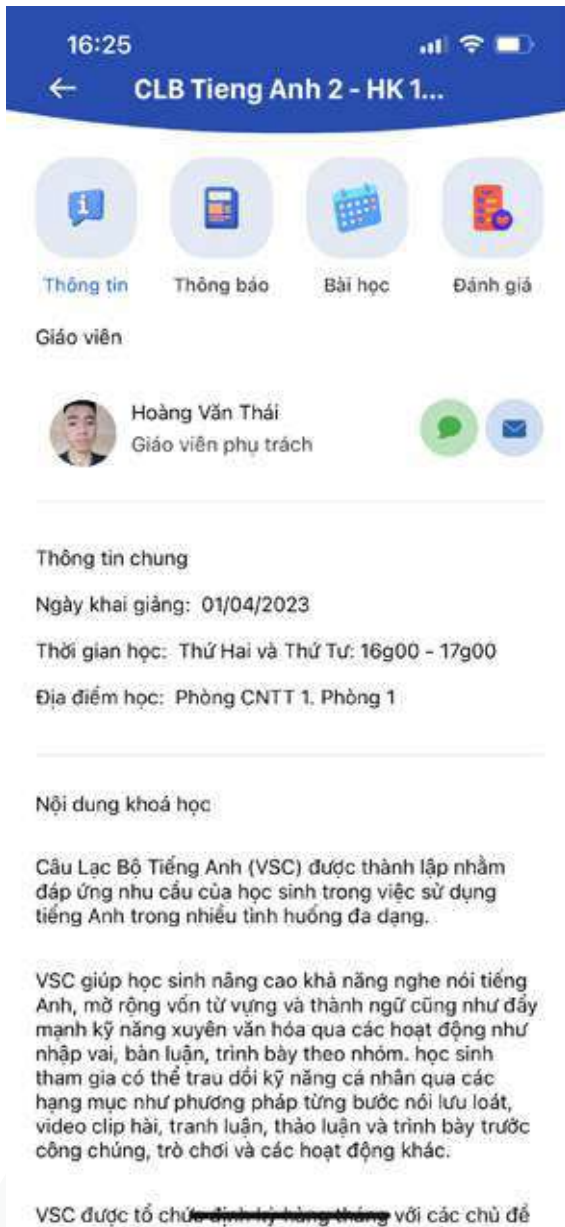 16:25
CLB Tieng Anh 2 - HK 1...
Thông tin
Thông báo
Bài học
Đánh giá
Giáo viên
Hoàng Văn Thái
Giáo viên phụ trách
Thông tin chung
Ngày khai giảng: 01/04/2023
Thời gian học: Thứ Hai và Thứ Tư: 16g00 - 17g00
Địa điểm học: Phòng CNTT 1. Phòng 1
Nội dung khoá học
Câu Lạc Bộ Tiếng Anh (VSC) được thành lập nhằm
đáp ứng nhu cầu của học sinh trong việc sử dụng
tiếng Anh trong nhiều tình huống đa dạng.
VSC giúp học sinh nâng cao khả năng nghe nói tiếng
Anh, mở rộng vốn từ vựng và thành ngữ cũng như đẩy
mạnh kỹ năng xuyên văn hóa qua các hoạt động như
nhập vai, bàn luận, trình bày theo nhóm. học sinh
tham gia có thể trau dồi kỹ năng cá nhân qua các
hạng mục như phương pháp từng bước nói lưu loát,
video clip hài, tranh luận, thảo luận và trình bày trước
công chúng, trò chơi và các hoạt động khác.
VSC được tổ chức định kỳ hàng tháng với các chủ đề